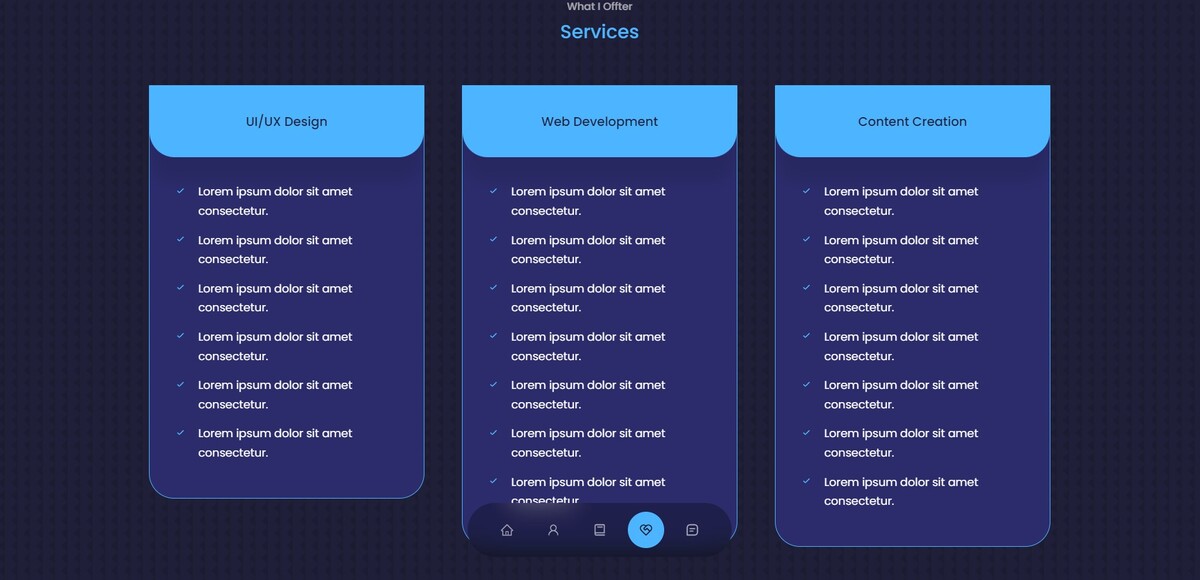 What I Offter
Services
UI/UX Design
Lorem ipsum dolor sit amet
consectetur.
Lorem ipsum dolor sit amet
consectetur.
Lorem ipsum dolor sit amet
consectetur.
Lorem ipsum dolor sit amet
consectetur.
Lorem ipsum dolor sit amet
consectetur.
Lorem ipsum dolor sit amet
consectetur.
Web Development
Lorem ipsum dolor sit amet
consectetur.
Lorem ipsum dolor sit amet
consectetur.
Lorem ipsum dolor sit amet
consectetur.
Lorem ipsum dolor sit amet
consectetur.
Lorem ipsum dolor sit amet
consectetur.
Lorem ipsum dolor sit amet
consectetur.
Lorem ipsum dolor sit amet
consectetur.
Content Creation
Lorem ipsum dolor sit amet
consectetur.
Lorem ipsum dolor sit amet
consectetur.
Lorem ipsum dolor sit amet
consectetur.
Lorem ipsum dolor sit amet
consectetur.
Lorem ipsum dolor sit amet
consectetur.
Lorem ipsum dolor sit amet
consectetur.
Lorem ipsum dolor sit amet
consectetur.